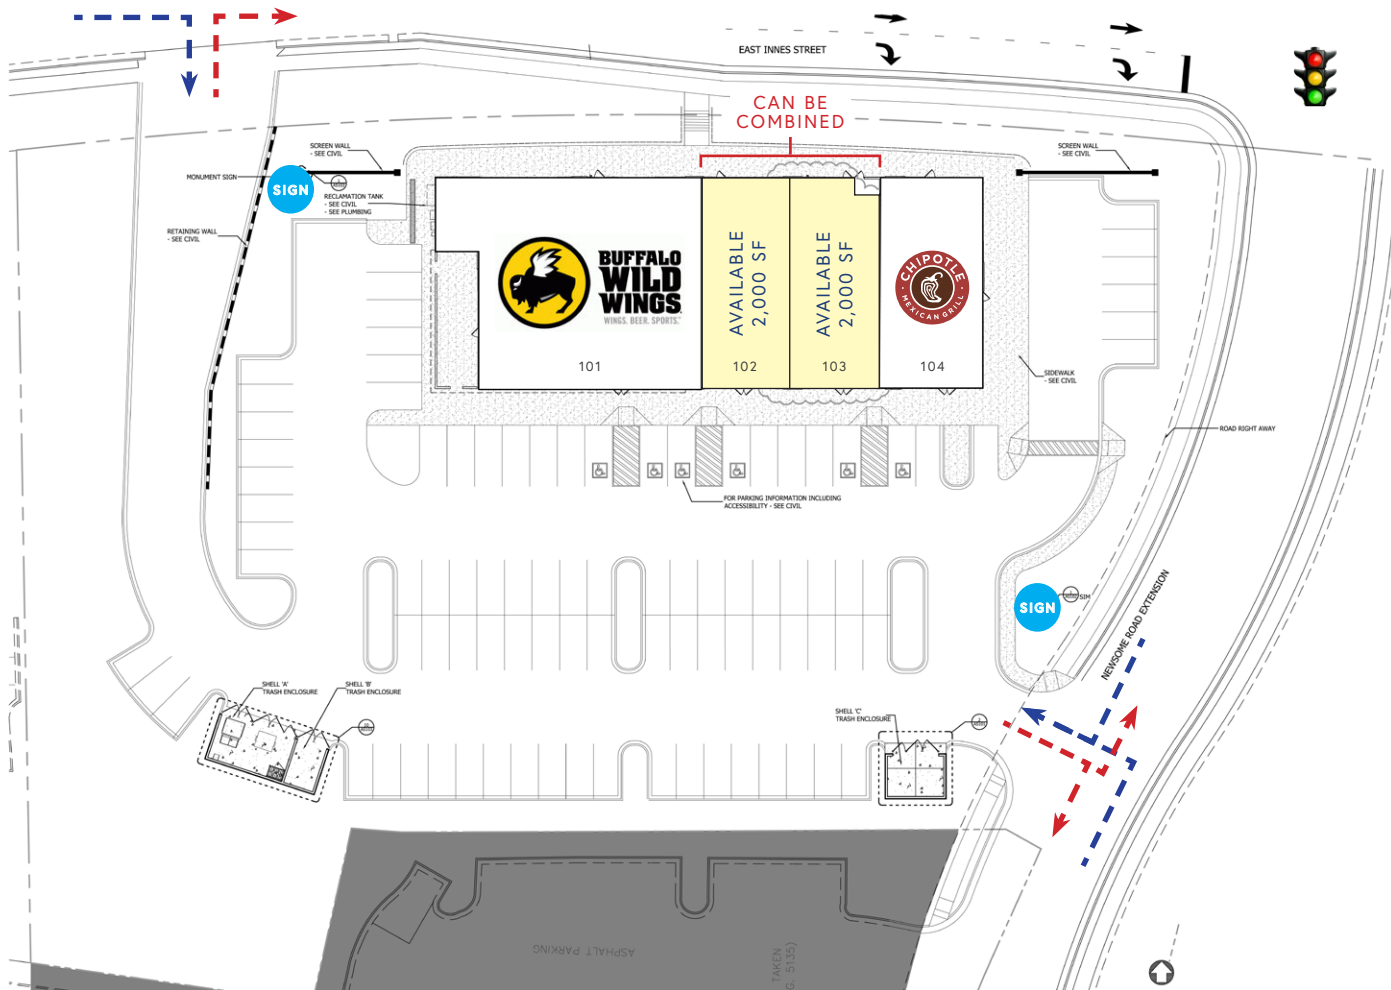 EAST INNES STREET
CAN BE
COMBINED
SCREEN WALL
- SEE CIVIL
SCREEN WALL
- SEE CIVIL
MONUMENT SIGN
SIGN
RECLAMATION TANK
- SEE CIVIL
- SEE PLUMBING
RETAINING WALL
- SEE CIVIL
BUFFALO
WILD
WINGS
WINGS. BEER. SPORTS.
AVAILABLE
2,000 SF
AVAILABLE
2,000 SF
CHIPOTLE
MEXICAN GRILL
101
102
103
104
SIDEWALK
- SEE CIVIL
ROAD RIGHT AWAY
FOR PARKING INFORMATION INCLUDING
ACCESSIBILITY - SEE CIVIL
SIGN
SIM
NEWSOME ROAD EXTENSION
SHELL 'A'
TRASH ENCLOSURE
SHELL 'B'
TRASH ENCLOSURE
SHELL 'C'
TRASH ENCLOSURE
ASPHALT PARKING
TAKEN
G. 5135)